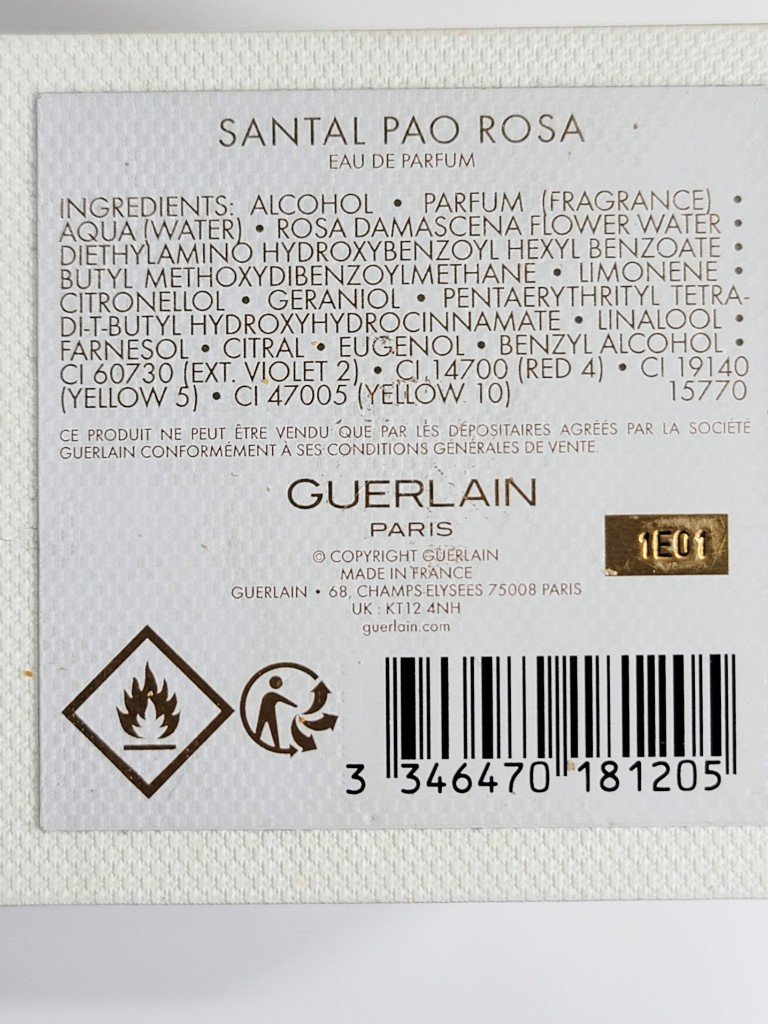 SANTAL PAO ROSA
EAU DE PARFUM
INGREDIENTS: ALCOHOL • PARFUM (FRAGRANCE) •
AQUA (WATER) • ROSA DAMASCENA FLOWER WATER •
DIETHYLAMINO HYDROXYBENZOYL HEXYL BENZOATE •
BUTYL METHOXYDIBENZOYLMETHANE • LIMONENE •
CITRONELLOL • GERANIOL • PENTAERYTHRITYL TETRA-
DI-T-BUTYL HYDROXYHYDROCINNAMATE • LINALOOL •
FARNESOL • CITRAL • EUGENOL • BENZYL ALCOHOL •
CI 60730 (EXT. VIOLET 2) • CI 14700 (RED 4) • CI 19140
(YELLOW 5) • CI 47005 (YELLOW 10) 15770
CE PRODUIT NE PEUT ÊTRE VENDU QUE PAR LES DÉPOSITAIRES AGRÉÉS PAR LA SOCIÉTÉ
GUERLAIN CONFORMÉMENT À SES CONDITIONS GÉNÉRALES DE VENTE.
GUERLAIN
PARIS
1E01
© COPYRIGHT GUERLAIN
MADE IN FRANCE
GUERLAIN • 68, CHAMPS-ELYSEES 75008 PARIS
UK : KT12 4NH
guerlain.com
3 346470 181205